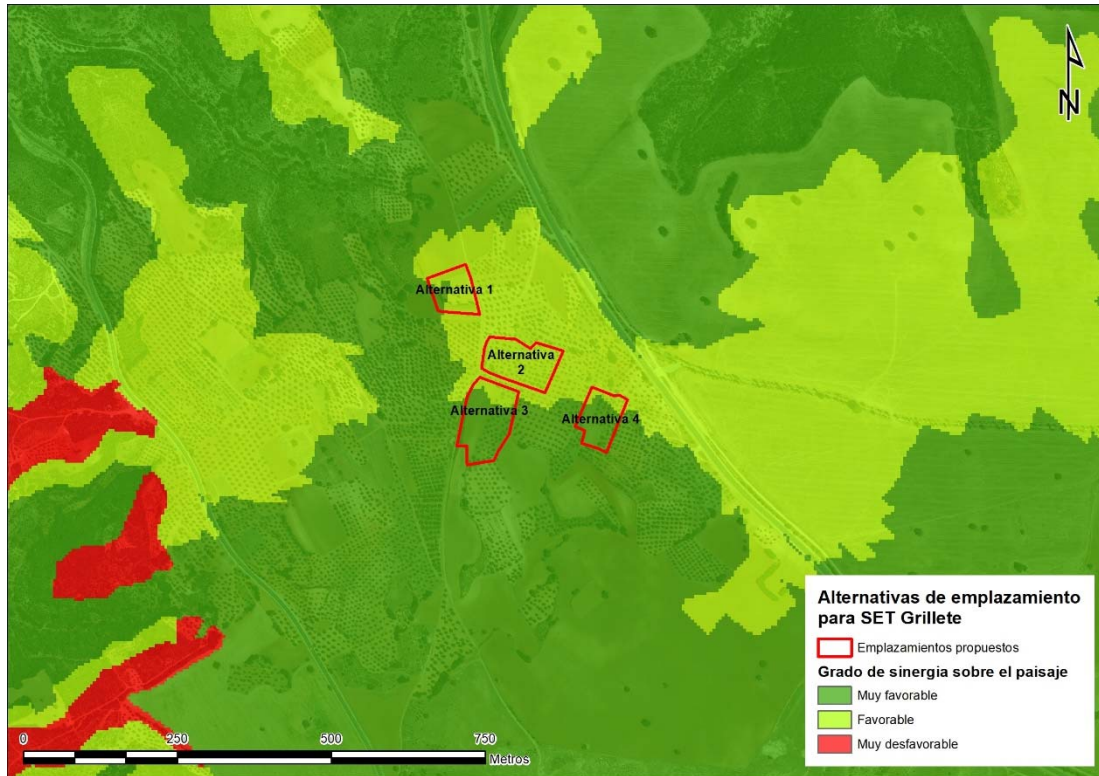 N
Alternativa 1
Alternativa
2
Alternativa 3
Alternativa 4
Alternativas de emplazamiento
para SET Grillete
Emplazamientos propuestos
Grado de sinergia sobre el paisaje
Muy favorable
Favorable
Muy desfavorable
0 250 500 750
Metros